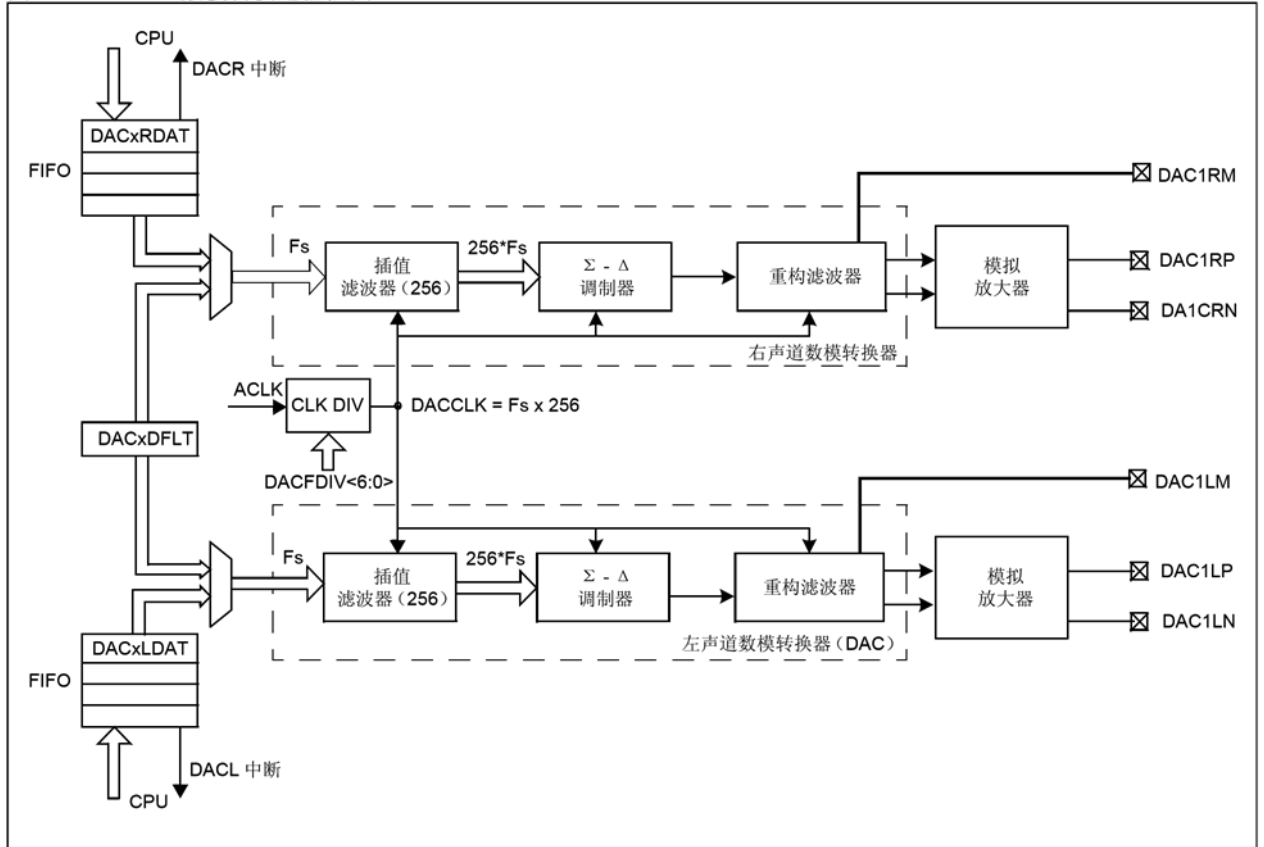 CPU
DACR 中断
DACxRDAT
FIFO
DAC1RM
Fs
插值
滤波器(256)
256*Fs
Σ - Δ
调制器
重构滤波器
模拟
放大器
DAC1RP
DA1CRN
右声道数模转换器
ACLK
CLK DIV
DACCLK = Fs x 256
DACxDFLT
DACFDIV<6:0>
DAC1LM
Fs
插值
滤波器(256)
256*Fs
Σ - Δ
调制器
重构滤波器
模拟
放大器
DAC1LP
DAC1LN
左声道数模转换器(DAC)
DACxLDAT
FIFO
DACL 中断
CPU